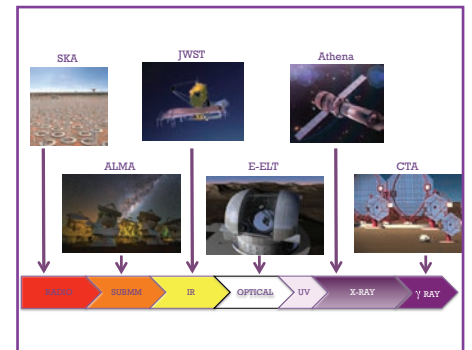 SKA
JWST
Athena
ALMA
E-ELT
CTA
RADIO
SUBMM
IR
OPTICAL
UV
X-RAY
γ RAY